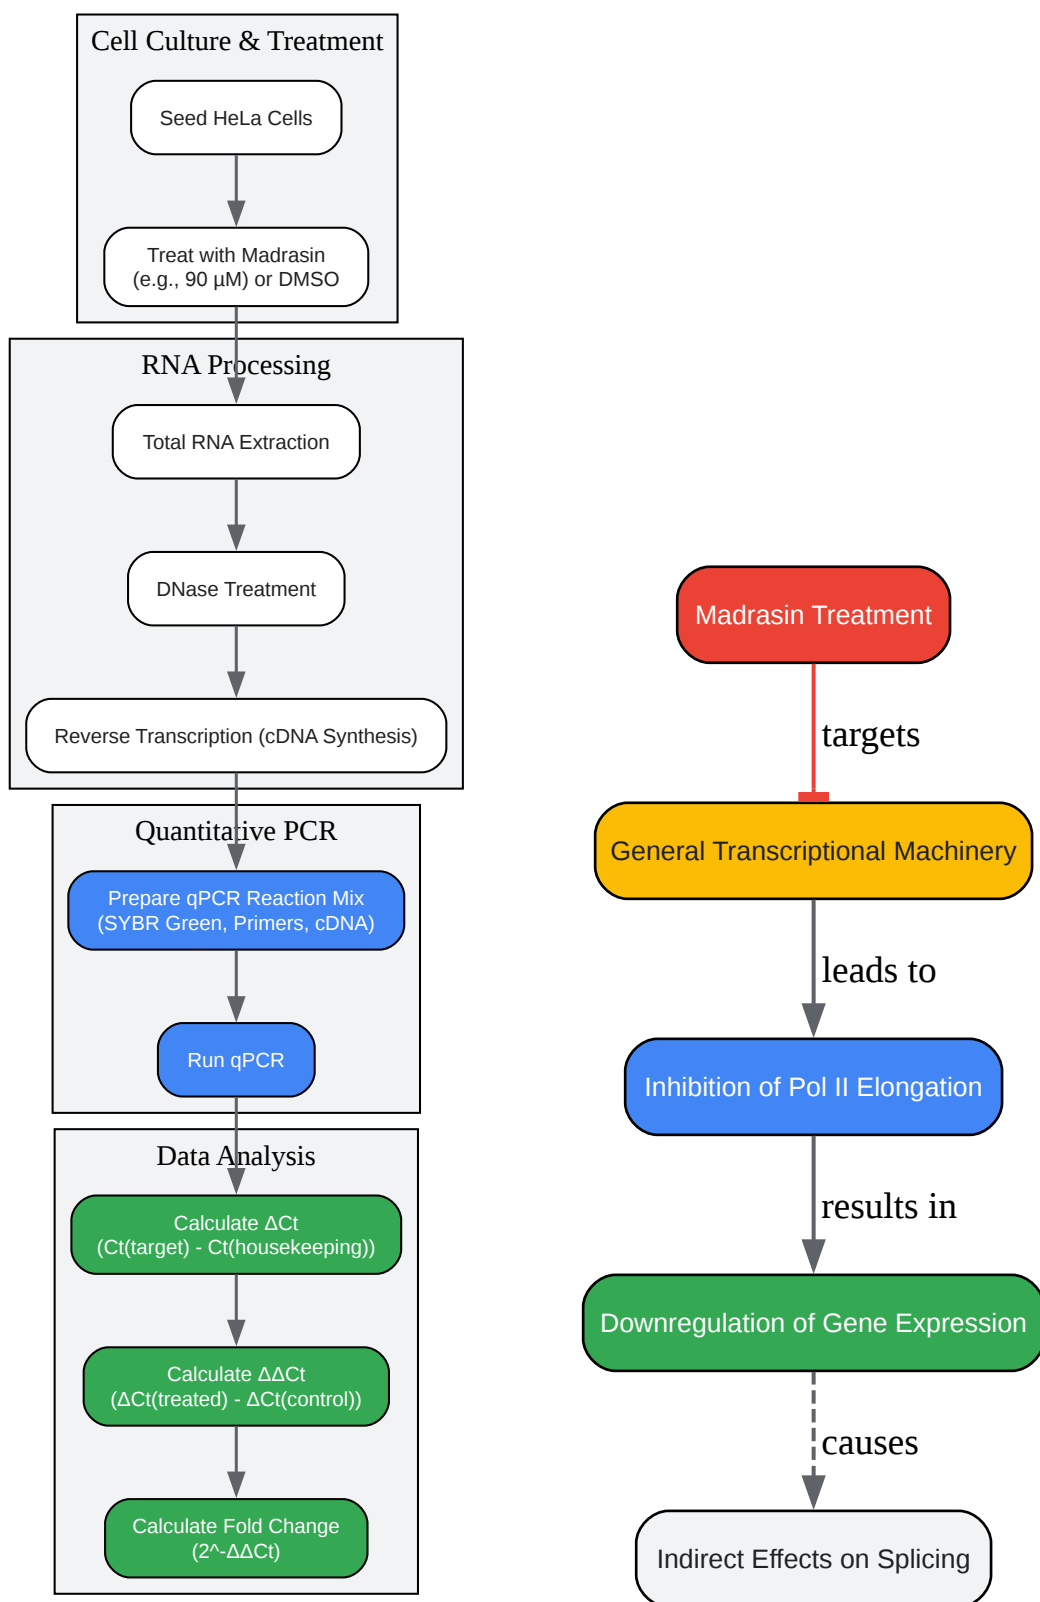 Cell Culture & Treatment
Seed HeLa Cells
Treat with Madrasin
(e.g., 90 µM) or DMSO
RNA Processing
Total RNA Extraction
DNase Treatment
Reverse Transcription (cDNA Synthesis)
Quantitative PCR
Prepare qPCR Reaction Mix
(SYBR Green, Primers, cDNA)
Run qPCR
Data Analysis
Calculate ΔCt
(Ct(target) - Ct(housekeeping))
Calculate ΔΔCt
(ΔCt(treated) - ΔCt(control))
Calculate Fold Change
(2^-ΔΔCt)
Madrasin Treatment
targets
General Transcriptional Machinery
leads to
Inhibition of Pol II Elongation
results in
Downregulation of Gene Expression
causes
Indirect Effects on Splicing